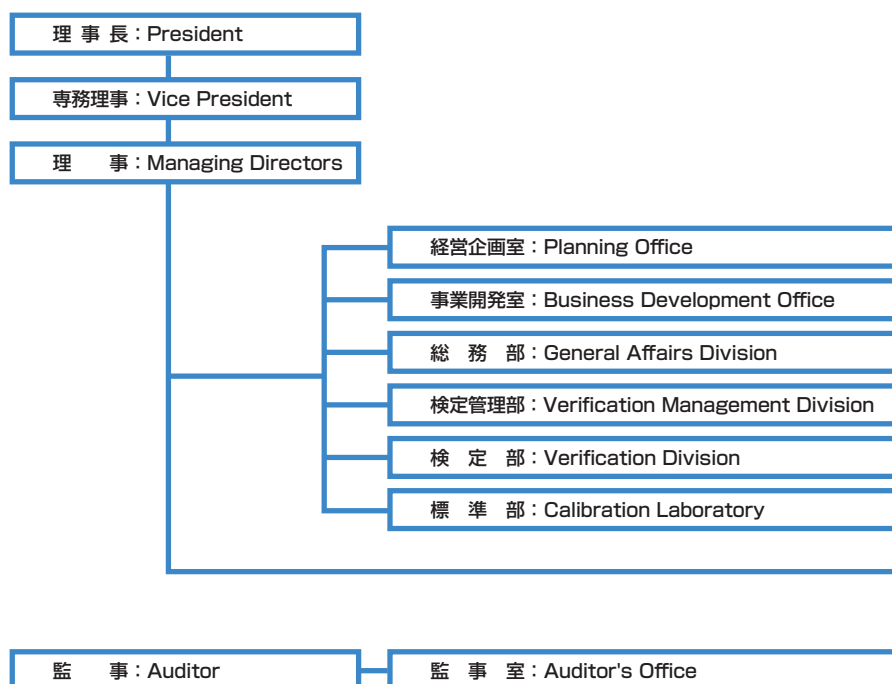 理 事 長：President
専務理事：Vice President
理　　事：Managing Directors
経営企画室：Planning Office
事業開発室：Business Development Office
総　務　部：General Affairs Division
検定管理部：Verification Management Division
検　定　部：Verification Division
標　準　部：Calibration Laboratory
監　　事：Auditor
監　事　室：Auditor's Office